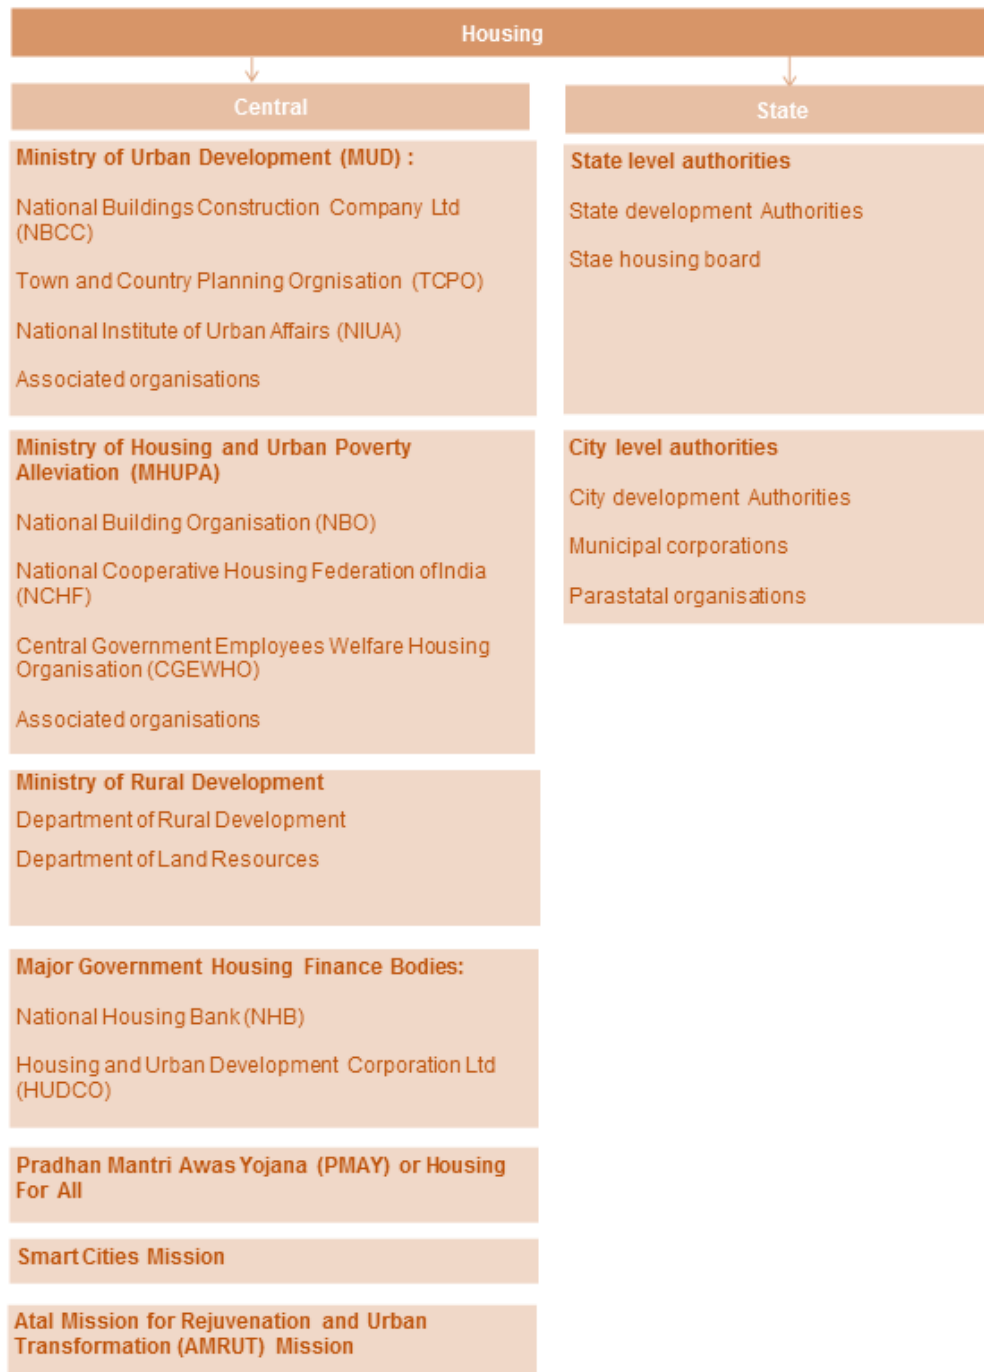 Housing
Central
Ministry of Urban Development (MUD) :
National Buildings Construction Company Ltd
(NBCC)
Town and Country Planning Orgnisation (TCPO)
National Institute of Urban Affairs (NIUA)
Associated organisations
Ministry of Housing and Urban Poverty
Alleviation (MHUPA)
National Building Organisation (NBO)
National Cooperative Housing Federation of India
(NCHF)
Central Government Employees Welfare Housing
Organisation (CGEWHO)
Associated organisations
Ministry of Rural Development
Department of Rural Development
Department of Land Resources
Major Government Housing Finance Bodies:
National Housing Bank (NHB)
Housing and Urban Development Corporation Ltd
(HUDCO)
Pradhan Mantri Awas Yojana (PMAY) or Housing
For All
Smart Cities Mission
Atal Mission for Rejuvenation and Urban
Transformation (AMRUT) Mission
State
State level authorities
State development Authorities
Stae housing board
City level authorities
City development Authorities
Municipal corporations
Parastatal organisations